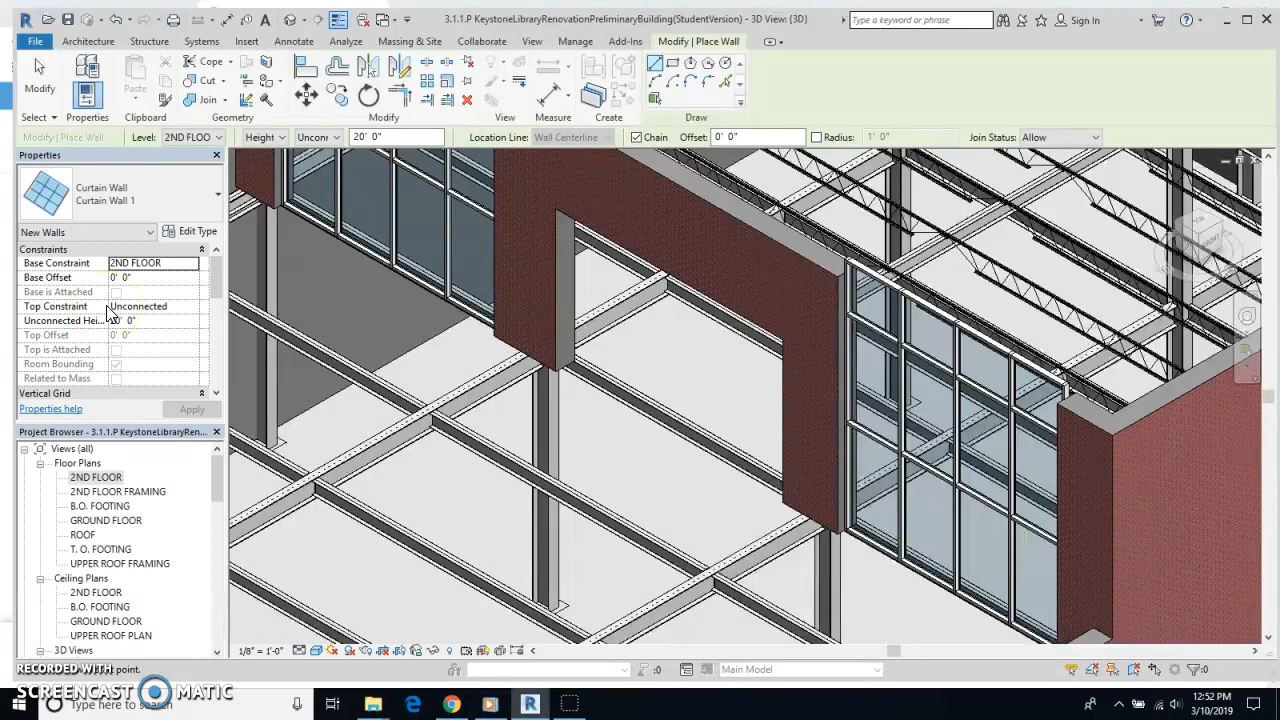 3.1.1.P KeystoneLibraryRenovationPreliminaryBuilding(StudentVersion) - 3D View: {3D}
Type a keyword or phrase
Sign In
File Architecture Structure Systems Insert Annotate Analyze Massing & Site Collaborate View Manage Add-Ins Modify | Place Wall
Modify
Paste
Cope
Cut
Join
Select Properties Clipboard Geometry Modify View Measure Create Draw
Modify | Place Wall Level: 2ND FLOO Height Unconn 20' 0" Location Line: Wall Centerline Chain Offset: 0' 0" Radius: 1' 0" Join Status: Allow
Properties
Curtain Wall
Curtain Wall 1
New Walls Edit Type
Constraints
Base Constraint 2ND FLOOR
Base Offset 0' 0"
Base is Attached
Top Constraint Unconnected
Unconnected Hei... 0"
Top Offset 0' 0"
Top is Attached
Room Bounding
Related to Mass
Vertical Grid
Properties help Apply
Project Browser - 3.1.1.P KeystoneLibraryRen...
Views (all)
Floor Plans
2ND FLOOR
2ND FLOOR FRAMING
B.O. FOOTING
GROUND FLOOR
ROOF
T. O. FOOTING
UPPER ROOF FRAMING
Ceiling Plans
2ND FLOOR
B.O. FOOTING
GROUND FLOOR
UPPER ROOF PLAN
3D Views
1/8" = 1'-0"
RECORDED WITH
point. :0 Main Model :0
SCREENCAST MATIC
Type here to search
12:52 PM
3/10/2019